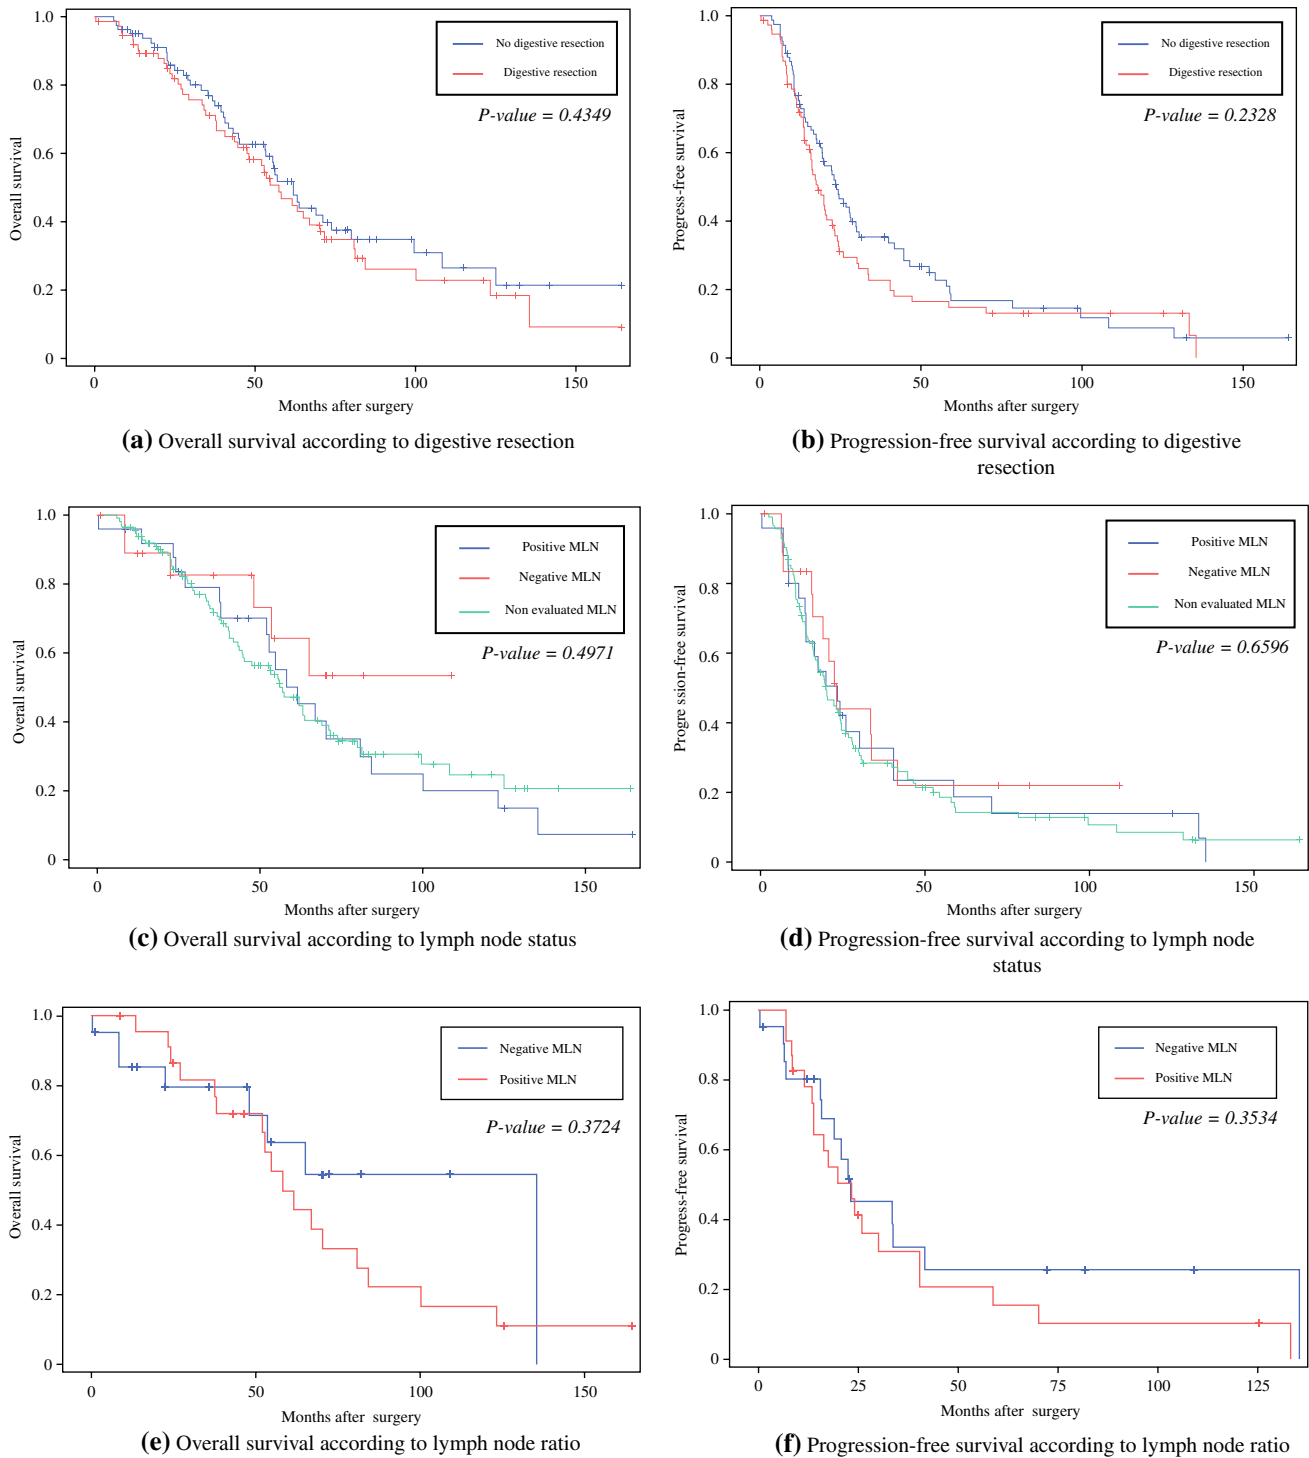 1.0
0.8
0.6
0.4
0.2
0
Overall survival
No digestive resection
Digestive resection
P-value = 0.4349
0
50
100
150
Months after surgery
(a) Overall survival according to digestive resection
1.0
0.8
0.6
0.4
0.2
0
Progress-free survival
No digestive resection
Digestive resection
P-value = 0.2328
0
50
100
150
Months after surgery
(b) Progression-free survival according to digestive
resection
1.0
0.8
0.6
0.4
0.2
0
Overall survival
Positive MLN
Negative MLN
Non evaluated MLN
P-value = 0.4971
0
50
100
150
Months after surgery
(c) Overall survival according to lymph node status
1.0
0.8
0.6
0.4
0.2
0
Progre ssion-free survival
Positive MLN
Negative MLN
Non evaluated MLN
P-value = 0.6596
0
50
100
150
Months after surgery
(d) Progression-free survival according to lymph node
status
1.0
0.8
0.6
0.4
0.2
0
Overall survival
Negative MLN
Positive MLN
P-value = 0.3724
0
50
100
150
Months after surgery
(e) Overall survival according to lymph node ratio
1.0
0.8
0.6
0.4
0.2
0
Progress-free survival
Negative MLN
Positive MLN
P-value = 0.3534
0
25
50
75
100
125
Months after surgery
(f) Progression-free survival according to lymph node ratio